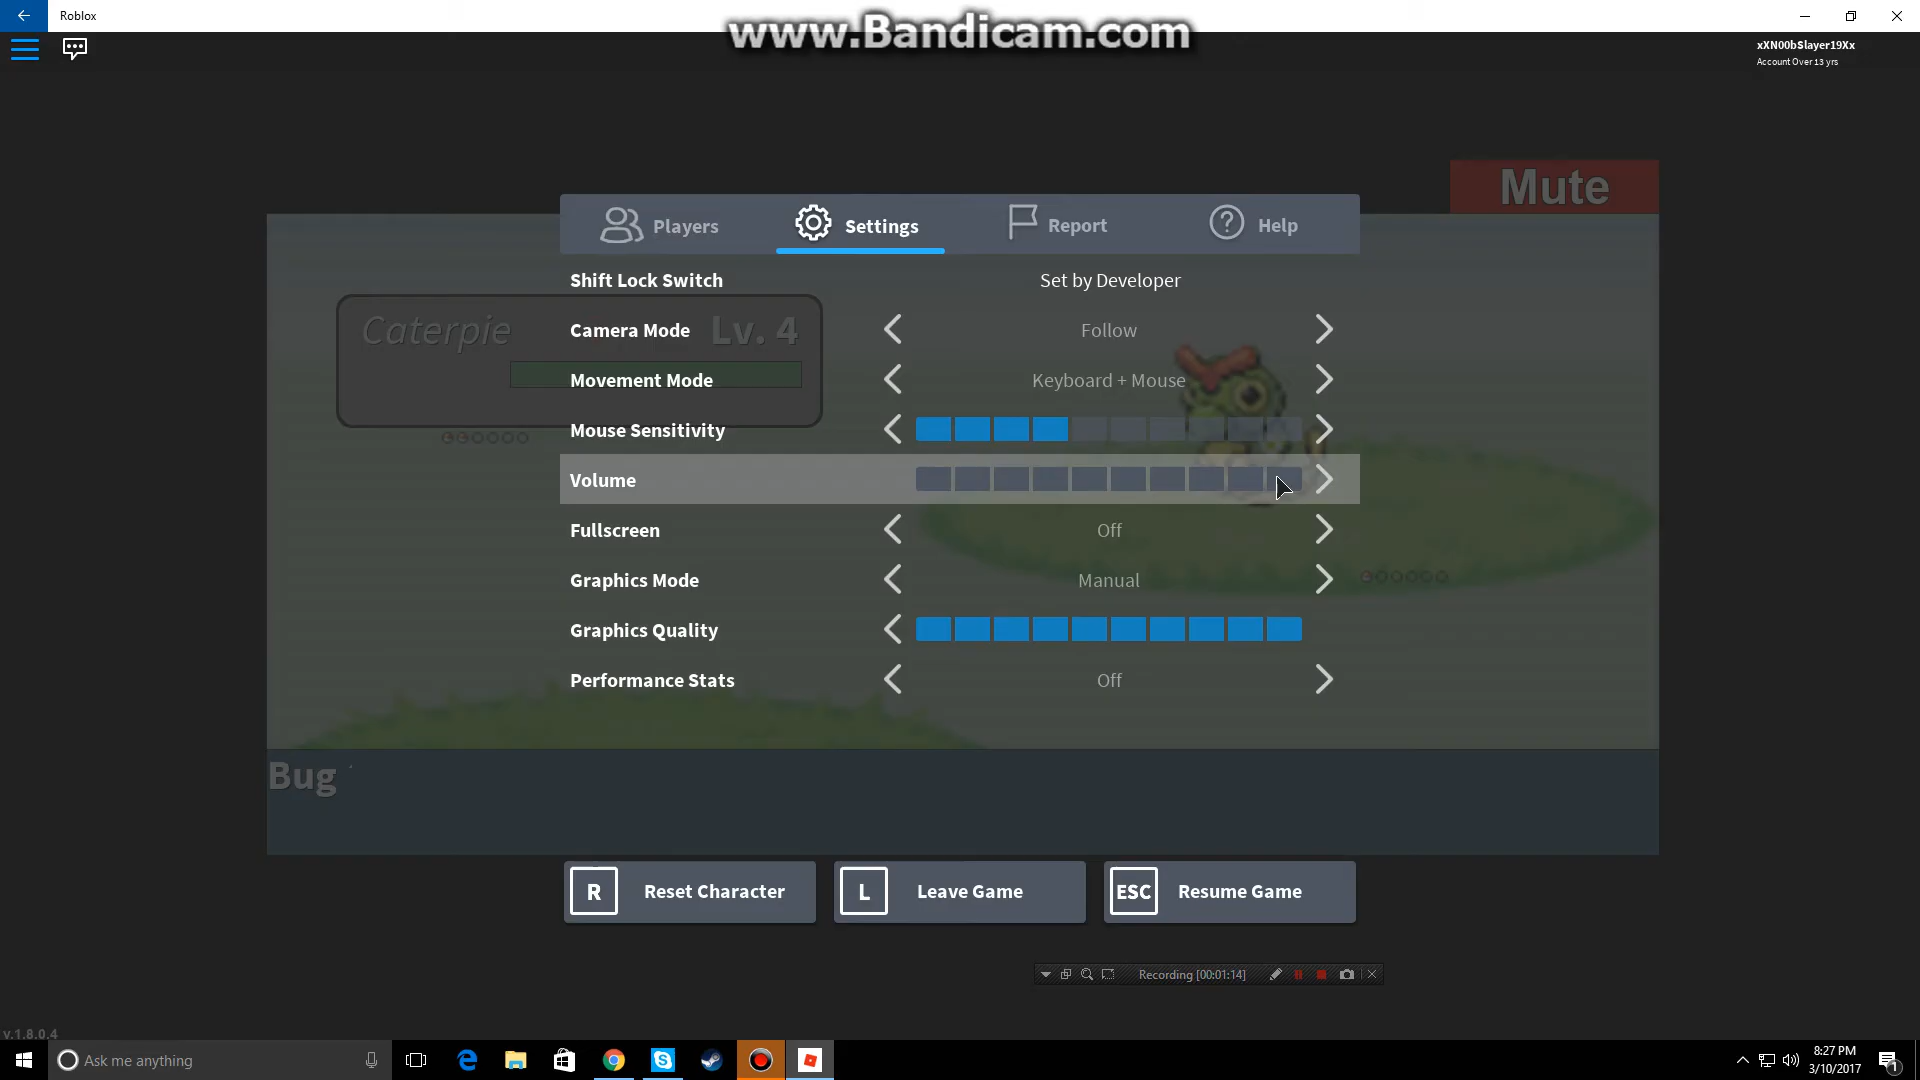 Roblox
www.Bandicam.com
xXN00bSlayer19Xx
Account Over 13 yrs
Mute
Players
Settings
Report
Help
Shift Lock Switch
Set by Developer
Caterpie
Lv. 4
Camera Mode
Follow
Movement Mode
Keyboard + Mouse
Mouse Sensitivity
Volume
Fullscreen
Off
Graphics Mode
Manual
Graphics Quality
Performance Stats
Off
Bug
R
Reset Character
L
Leave Game
ESC
Resume Game
Recording [00:01:14]
v.1.8.0.4
Ask me anything
8:27 PM
3/10/2017
1